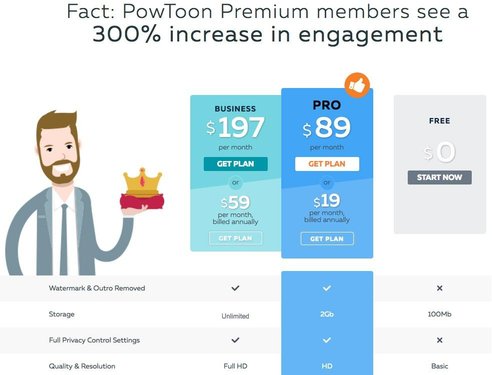 Fact: PowToon Premium members see a
300% increase in engagement
BUSINESS
$197
per month
GET PLAN
or
$59
per month,
billed annually
GET PLAN
PRO
$89
per month
GET PLAN
or
$19
per month,
billed annually
GET PLAN
FREE
$0
START NOW
Watermark & Outro Removed ✓ ✓ ×
Storage Unlimited 2Gb 100Mb
Full Privacy Control Settings ✓ ✓ ×
Quality & Resolution Full HD HD Basic